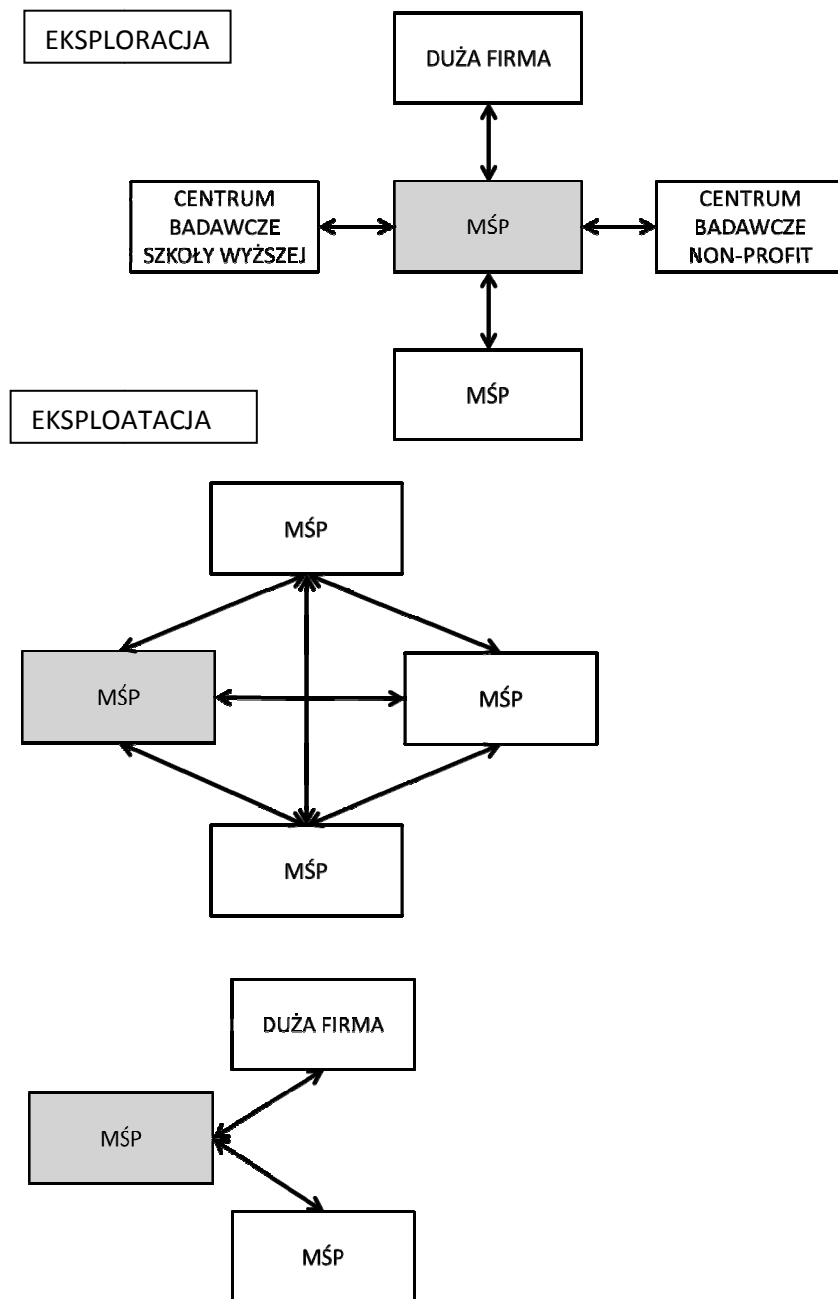 EKSPLORACJA
DUŻA FIRMA
CENTRUM
BADAWCZE
SZKOŁY WYŻSZEJ
MŚP
CENTRUM
BADAWCZE
NON-PROFIT
MŚP
EKSPLOATACJA
MŚP
MŚP
MŚP
MŚP
DUŻA FIRMA
MŚP
MŚP